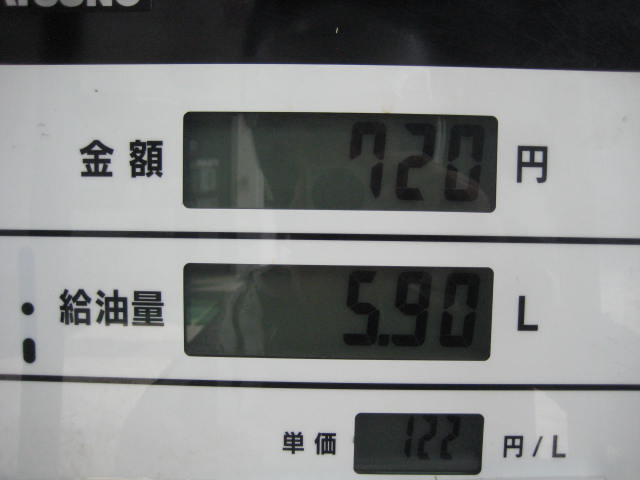 金額 720 円
給油量 5.90 L
単価 122 円/L